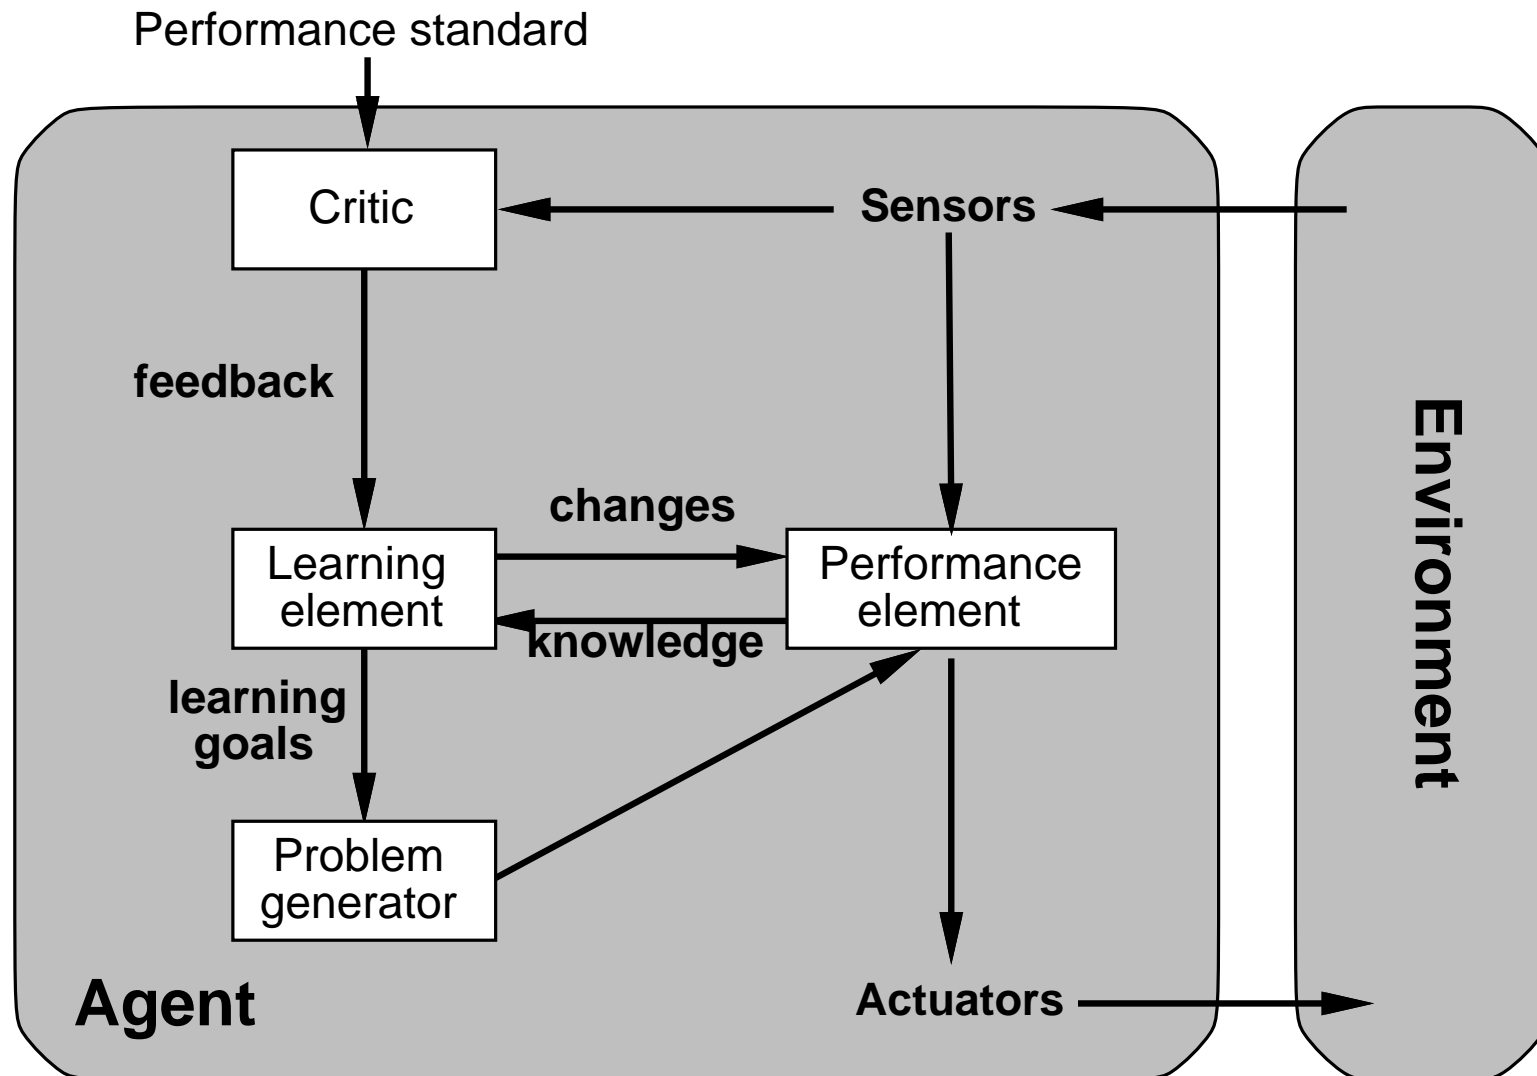 Performance standard
Critic
Sensors
feedback
changes
Learning
element
Performance
element
knowledge
learning
goals
Problem
generator
Agent
Actuators
Environment